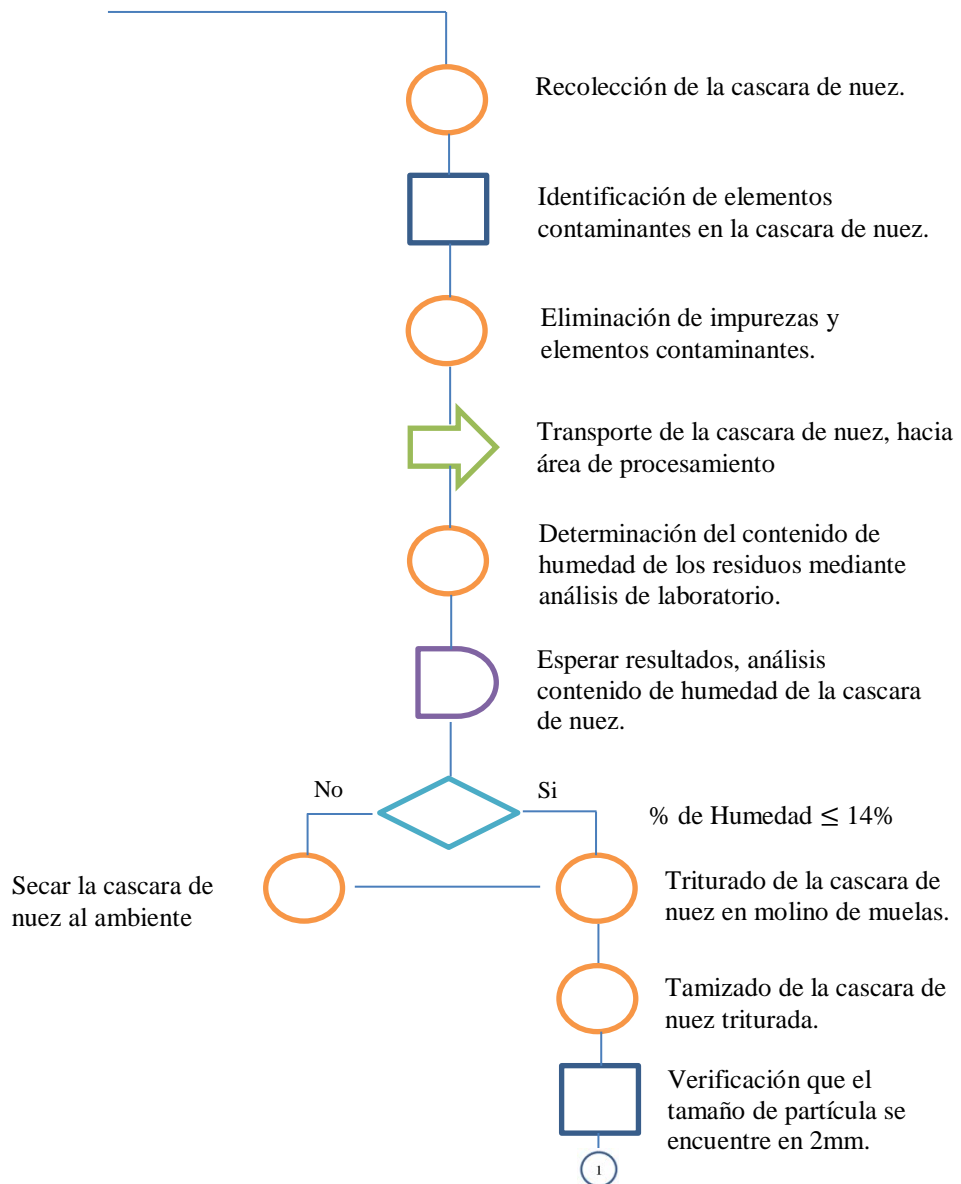 Recolección de la cascara de nuez.
Identificación de elementos
contaminantes en la cascara de nuez.
Eliminación de impurezas y
elementos contaminantes.
Transporte de la cascara de nuez, hacia
área de procesamiento
Determinación del contenido de
humedad de los residuos mediante
análisis de laboratorio.
Esperar resultados, análisis
contenido de humedad de la cascara
de nuez.
No
Si
% de Humedad ≤ 14%
Secar la cascara de
nuez al ambiente
Triturado de la cascara de
nuez en molino de muelas.
Tamizado de la cascara de
nuez triturada.
Verificación que el
tamaño de partícula se
encuentre en 2mm.
1